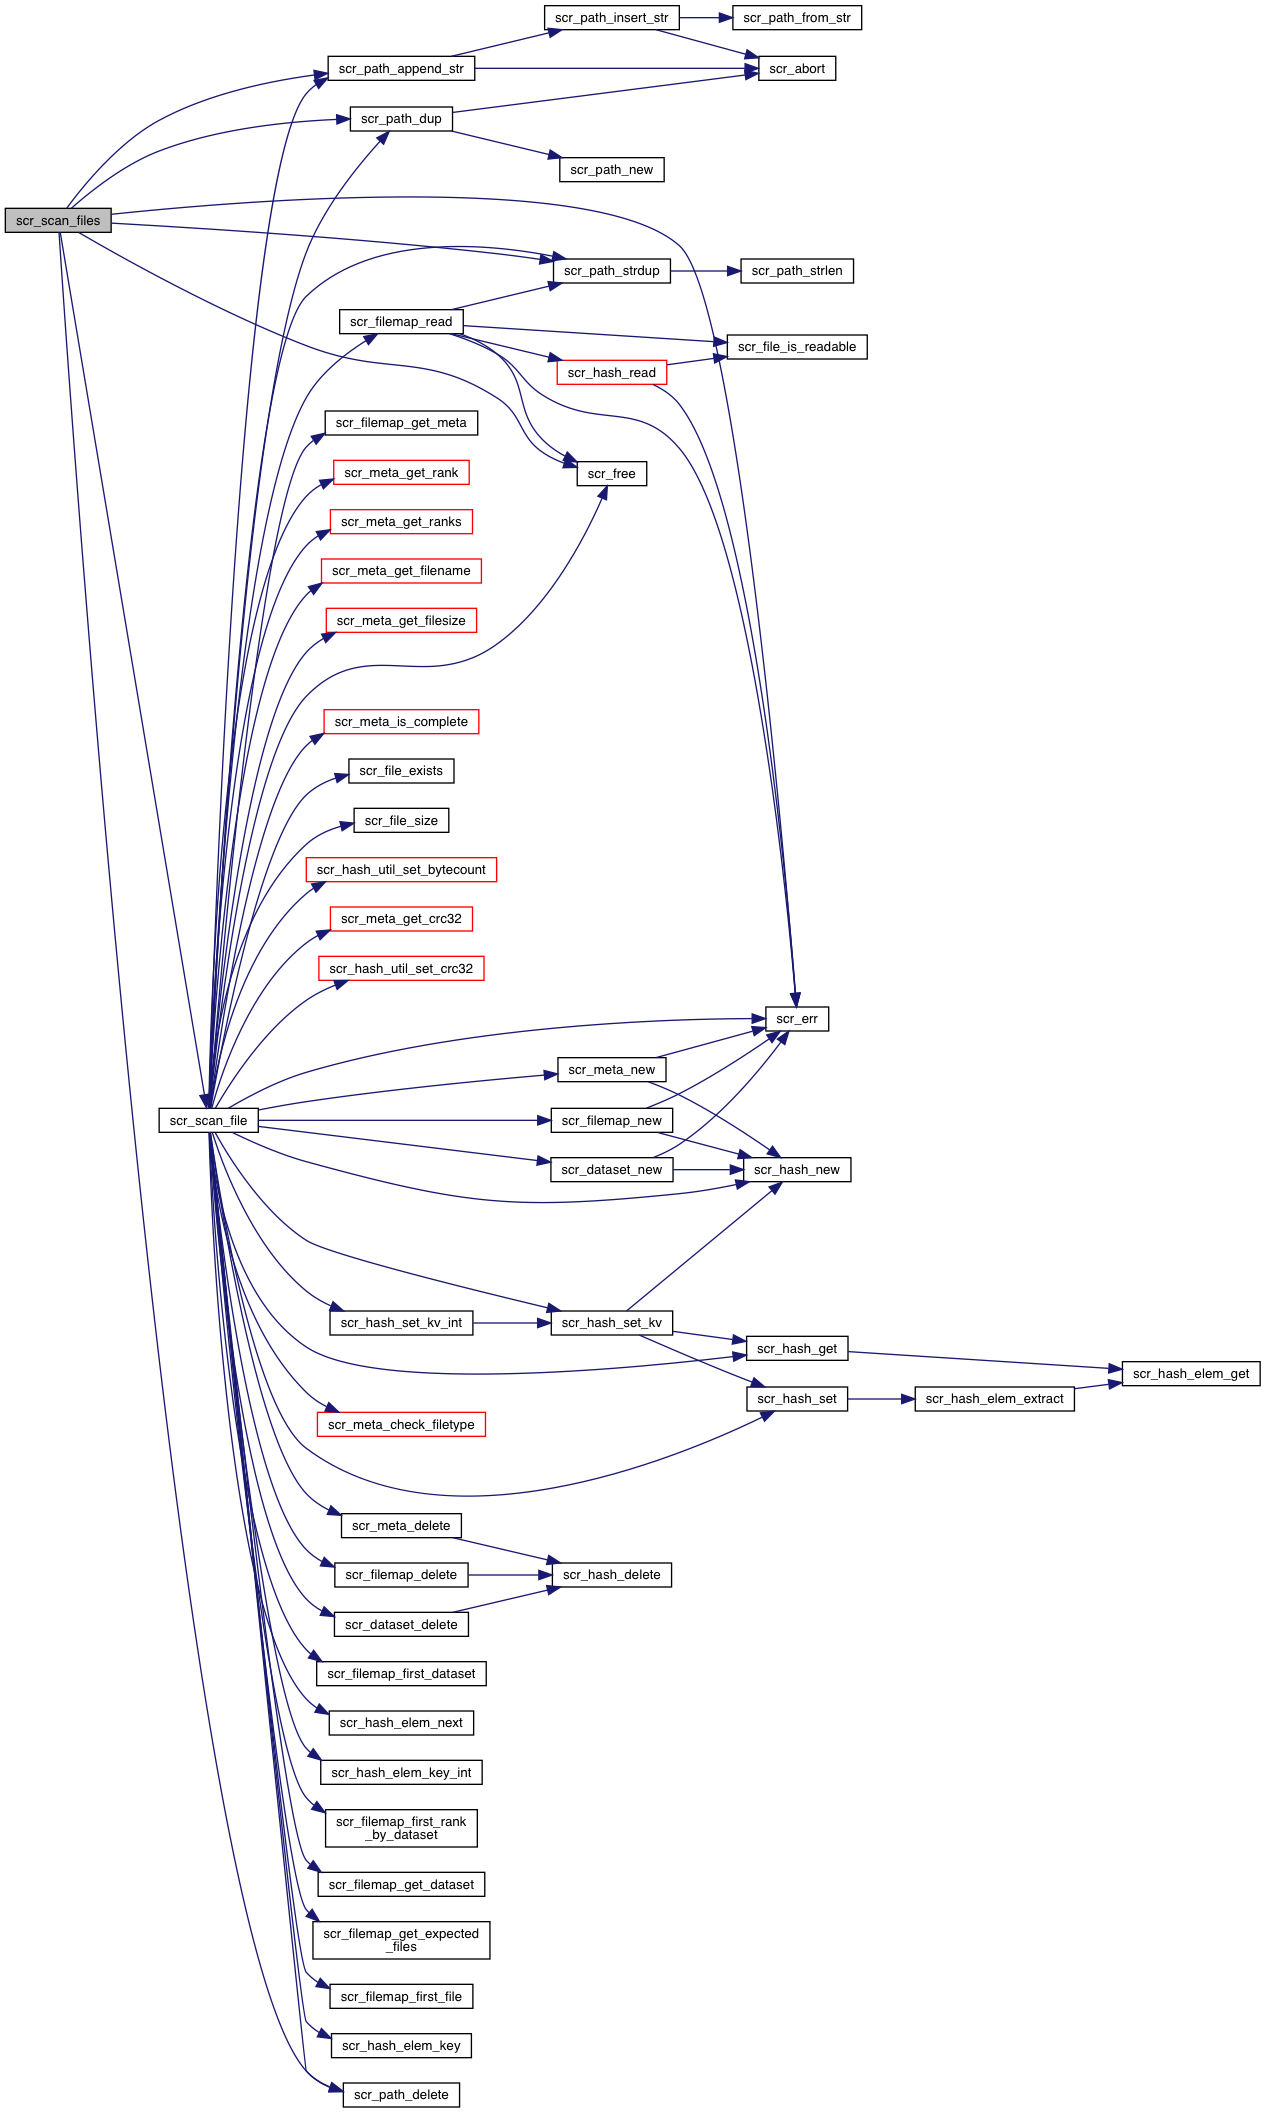 scr_path_insert_str
scr_path_from_str
scr_path_append_str
scr_abort
scr_path_dup
scr_path_new
scr_scan_files
scr_path_strdup
scr_path_strlen
scr_filemap_read
scr_file_is_readable
scr_hash_read
scr_filemap_get_meta
scr_meta_get_rank
scr_free
scr_meta_get_ranks
scr_meta_get_filename
scr_meta_get_filesize
scr_meta_is_complete
scr_file_exists
scr_file_size
scr_hash_util_set_bytecount
scr_meta_get_crc32
scr_hash_util_set_crc32
scr_err
scr_meta_new
scr_scan_file
scr_filemap_new
scr_dataset_new
scr_hash_new
scr_hash_set_kv_int
scr_hash_set_kv
scr_hash_get
scr_hash_elem_get
scr_hash_set
scr_hash_elem_extract
scr_meta_check_filetype
scr_meta_delete
scr_filemap_delete
scr_hash_delete
scr_dataset_delete
scr_filemap_first_dataset
scr_hash_elem_next
scr_hash_elem_key_int
scr_filemap_first_rank
_by_dataset
scr_filemap_get_dataset
scr_filemap_get_expected
_files
scr_filemap_first_file
scr_hash_elem_key
scr_path_delete